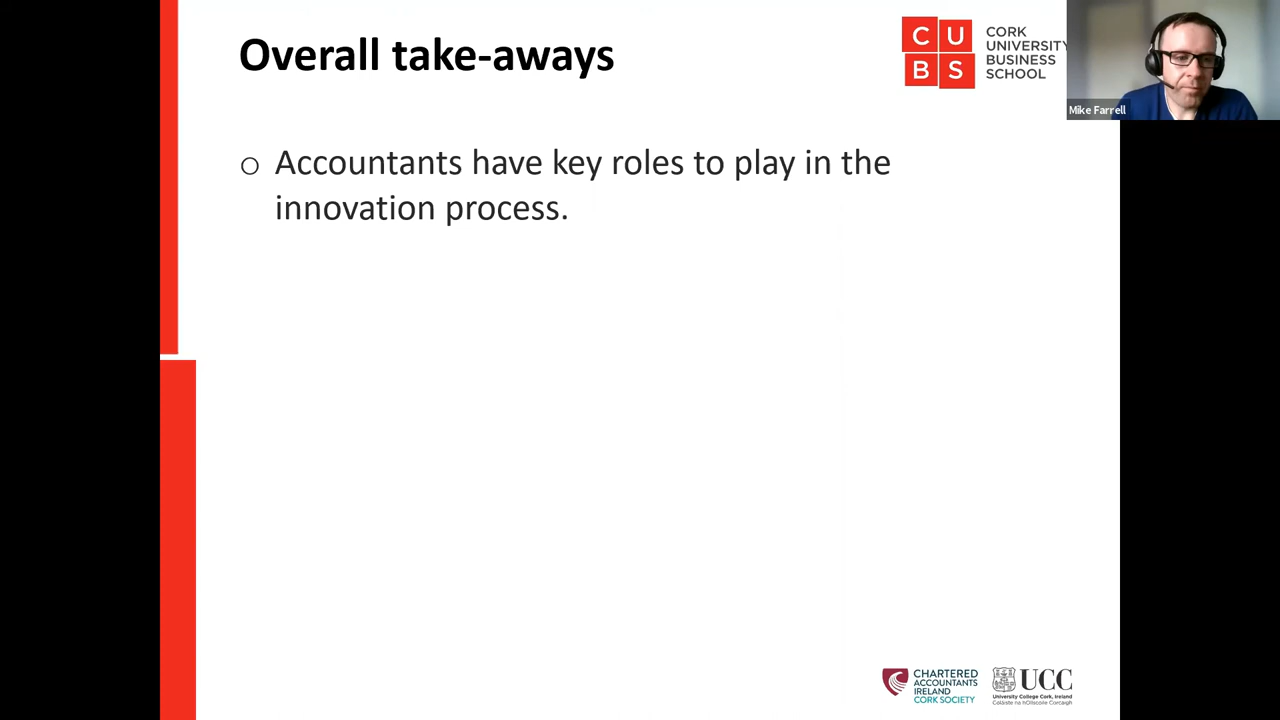 Overall take-aways
C U
B S
CORK
UNIVERSITY
BUSINESS
SCHOOL
Mike Farrell
o Accountants have key roles to play in the
innovation process.
CHARTERED
ACCOUNTANTS
IRELAND
CORK SOCIETY
UCC
University College Cork, Ireland
Coláiste na hOllscoile Corcaigh